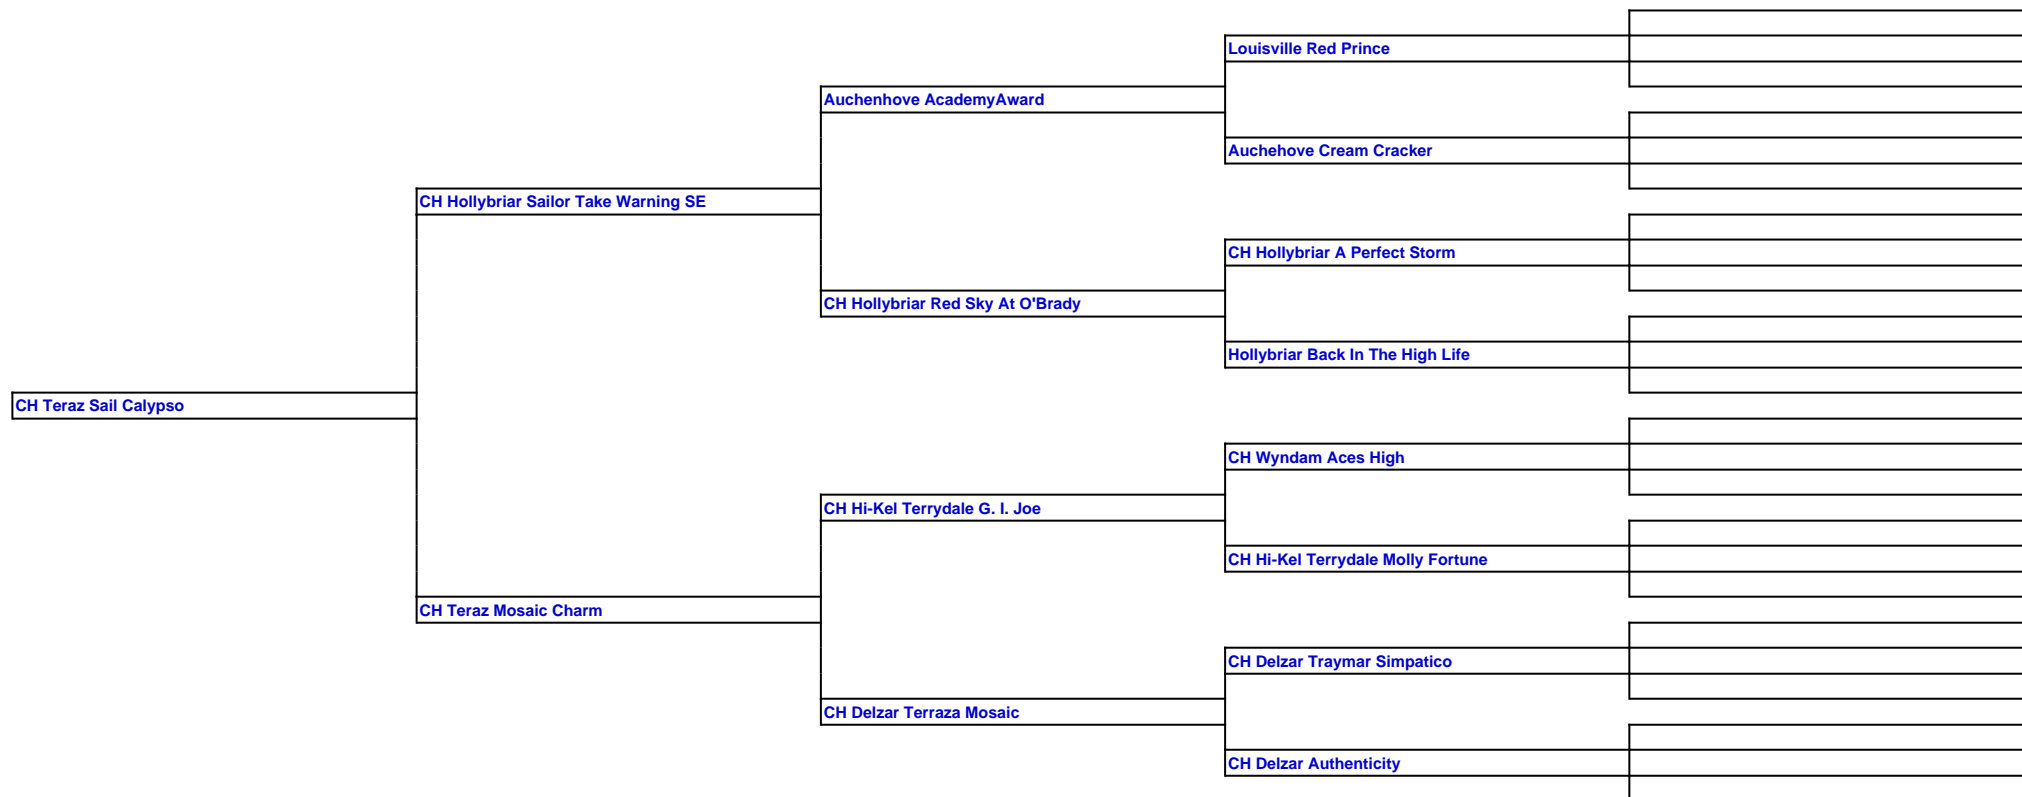 Louisville Red Prince
Auchenhove AcademyAward
Auchehove Cream Cracker
CH Hollybriar Sailor Take Warning SE
CH Hollybriar A Perfect Storm
CH Hollybriar Red Sky At O'Brady
Hollybriar Back In The High Life
CH Teraz Sail Calypso
CH Wyndam Aces High
CH Hi-Kel Terrydale G. I. Joe
CH Hi-Kel Terrydale Molly Fortune
CH Teraz Mosaic Charm
CH Delzar Traymar Simpatico
CH Delzar Terraza Mosaic
CH Delzar Authenticity